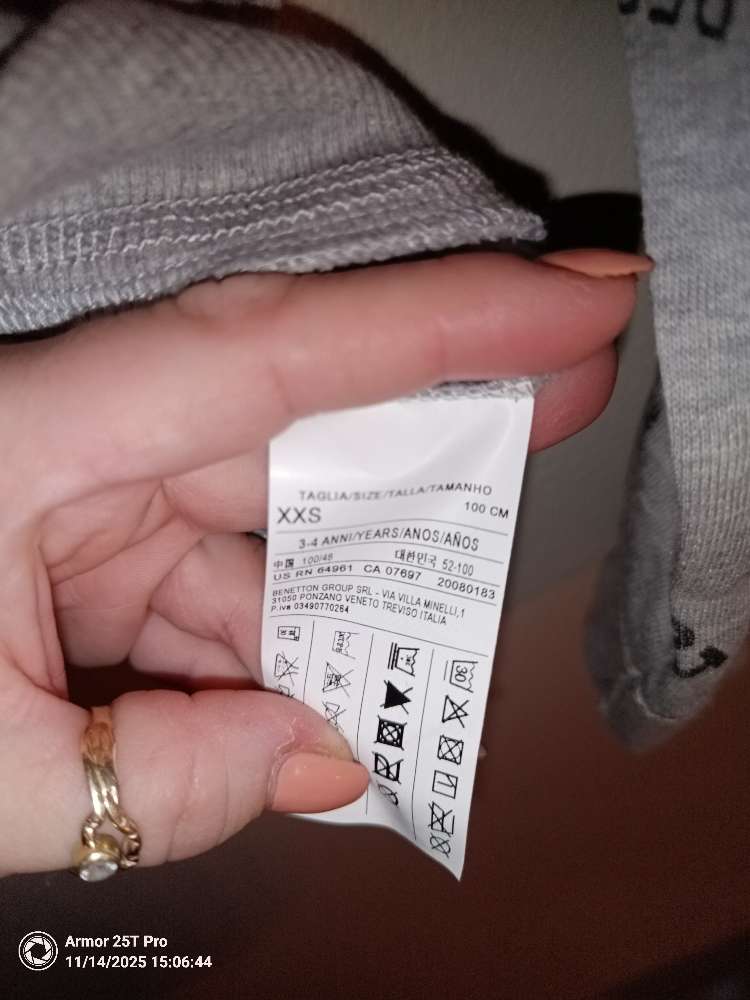 TAGLIA/SIZE/TALLA/TAMANHO
XXS 100 CM
3-4 ANNI/YEARS/ANOS/AÑOS
中国 100/48 대한민국 52-100
US RN 64961 CA 07697 20080183
BENETTON GROUP SRL - VIA VILLA MINELLI,1
31050 PONZANO VENETO TREVISO ITALIA
P.iva 03490770264
30
Armor 25T Pro
11/14/2025 15:06:44